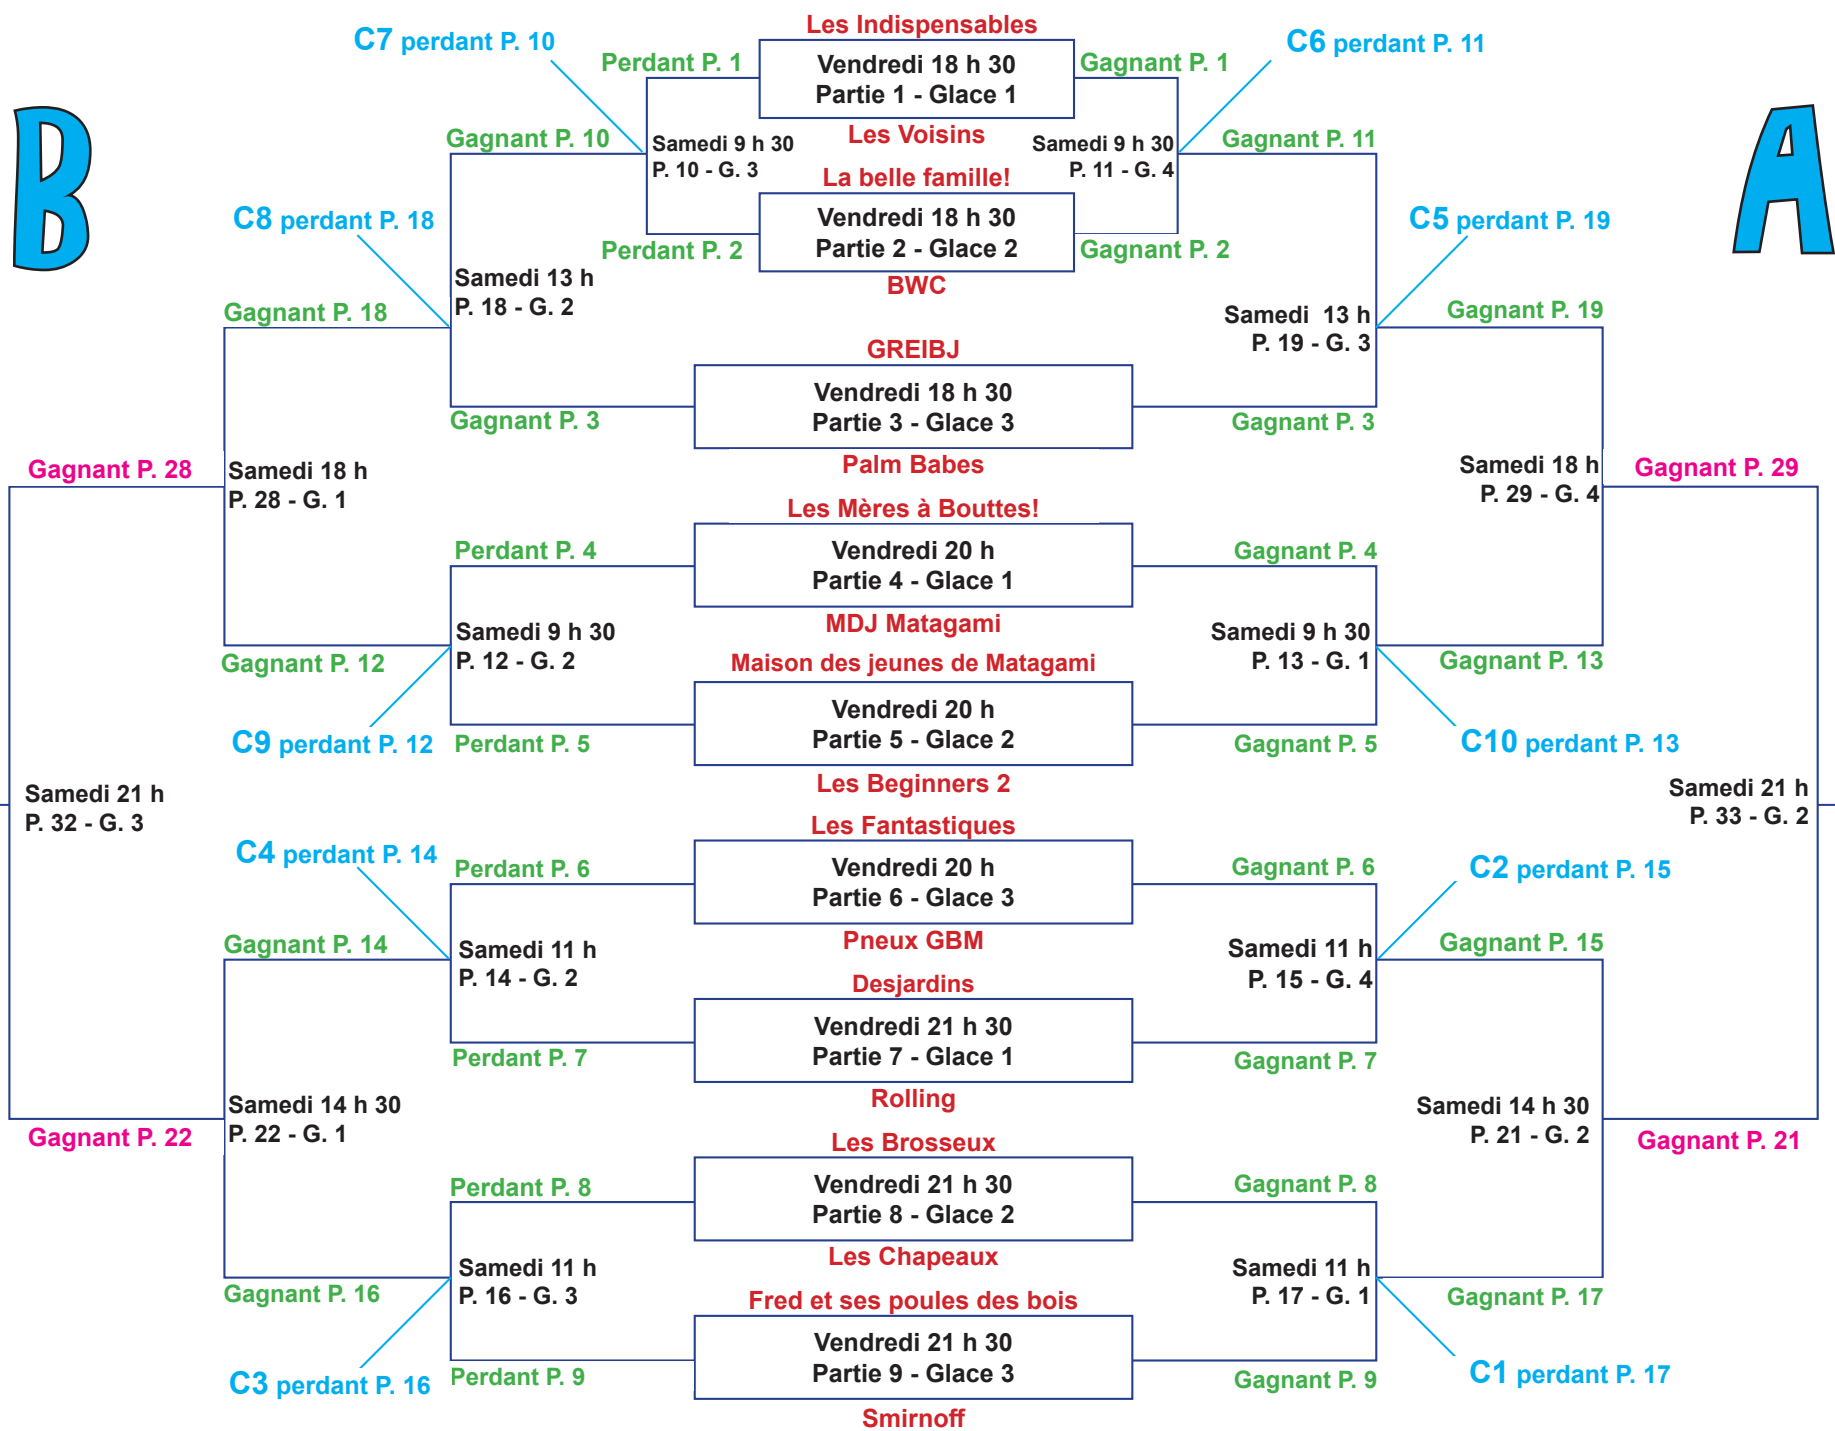 Les Indispensables
C7 perdant P. 10
C6 perdant P. 11
Perdant P. 1
Vendredi 18 h 30
Partie 1 - Glace 1
Gagnant P. 1
B
A
Gagnant P. 10
Samedi 9 h 30
P. 10 - G. 3
Les Voisins
Samedi 9 h 30
P. 11 - G. 4
Gagnant P. 11
La belle famille!
C8 perdant P. 18
Perdant P. 2
Vendredi 18 h 30
Partie 2 - Glace 2
Gagnant P. 2
C5 perdant P. 19
BWC
Samedi 13 h
P. 18 - G. 2
Gagnant P. 18
Samedi  13 h
P. 19 - G. 3
Gagnant P. 19
GREIBJ
Vendredi 18 h 30
Partie 3 - Glace 3
Gagnant P. 3
Gagnant P. 3
Palm Babes
Gagnant P. 28
Samedi 18 h
P. 28 - G. 1
Samedi 18 h
P. 29 - G. 4
Gagnant P. 29
Les Mères à Bouttes!
Perdant P. 4
Vendredi 20 h
Partie 4 - Glace 1
Gagnant P. 4
MDJ Matagami
Samedi 9 h 30
P. 12 - G. 2
Samedi 9 h 30
P. 13 - G. 1
Gagnant P. 12
Gagnant P. 13
Maison des jeunes de Matagami
C9 perdant P. 12
Perdant P. 5
Vendredi 20 h
Partie 5 - Glace 2
Gagnant P. 5
C10 perdant P. 13
Les Beginners 2
Samedi 21 h
P. 32 - G. 3
Samedi 21 h
P. 33 - G. 2
Les Fantastiques
C4 perdant P. 14
Perdant P. 6
Vendredi 20 h
Partie 6 - Glace 3
Gagnant P. 6
C2 perdant P. 15
Pneux GBM
Gagnant P. 14
Samedi 11 h
P. 14 - G. 2
Samedi 11 h
P. 15 - G. 4
Gagnant P. 15
Desjardins
Perdant P. 7
Vendredi 21 h 30
Partie 7 - Glace 1
Gagnant P. 7
Rolling
Gagnant P. 22
Samedi 14 h 30
P. 22 - G. 1
Samedi 14 h 30
P. 21 - G. 2
Gagnant P. 21
Les Brosseux
Perdant P. 8
Vendredi 21 h 30
Partie 8 - Glace 2
Gagnant P. 8
Les Chapeaux
Gagnant P. 16
Samedi 11 h
P. 16 - G. 3
Samedi 11 h
P. 17 - G. 1
Gagnant P. 17
Fred et ses poules des bois
C3 perdant P. 16
Perdant P. 9
Vendredi 21 h 30
Partie 9 - Glace 3
Gagnant P. 9
C1 perdant P. 17
Smirnoff